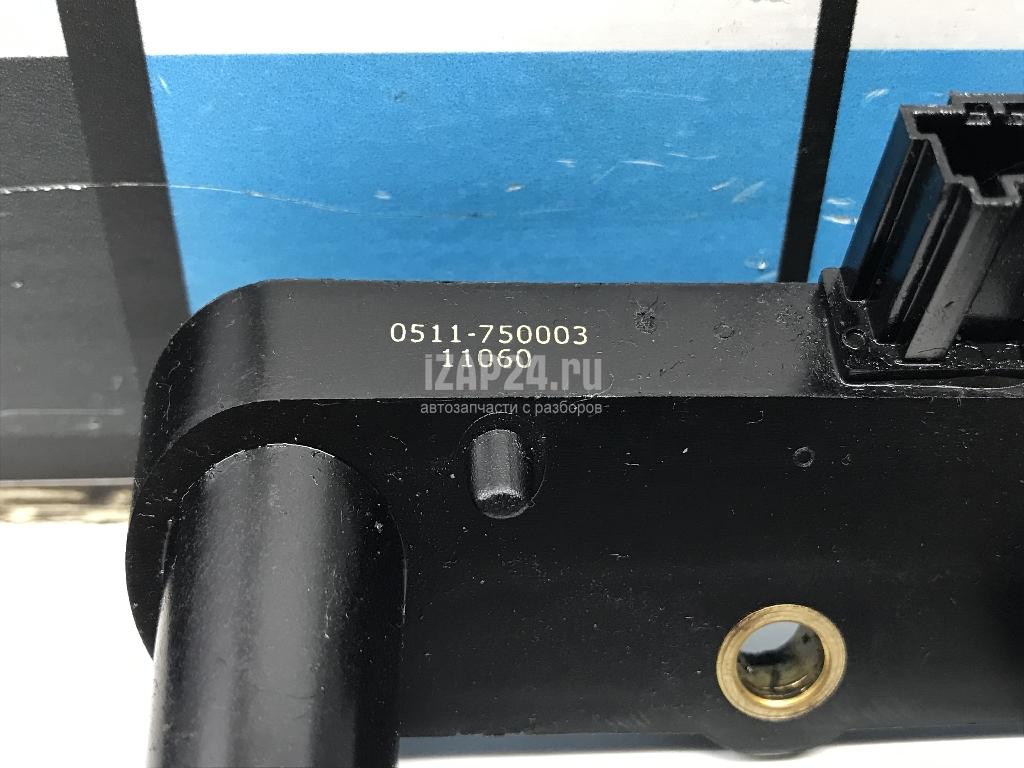 0511-750003
11060
iZAP24.ru
автозапчасти с разборов